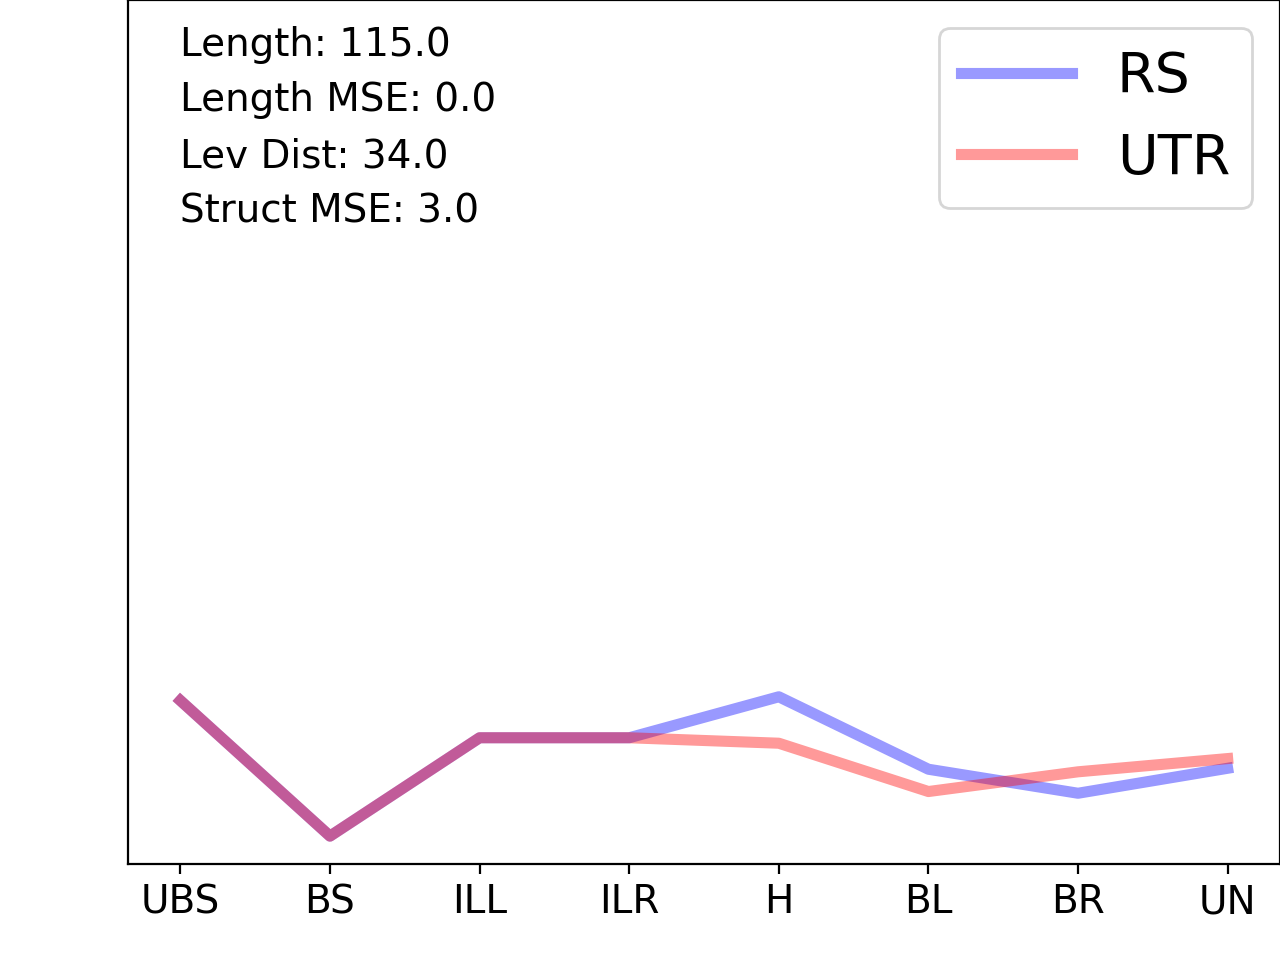 Length: 115.0
Length MSE: 0.0
Lev Dist: 34.0
Struct MSE: 3.0
RS
UTR
UBS BS ILL ILR H BL BR UN